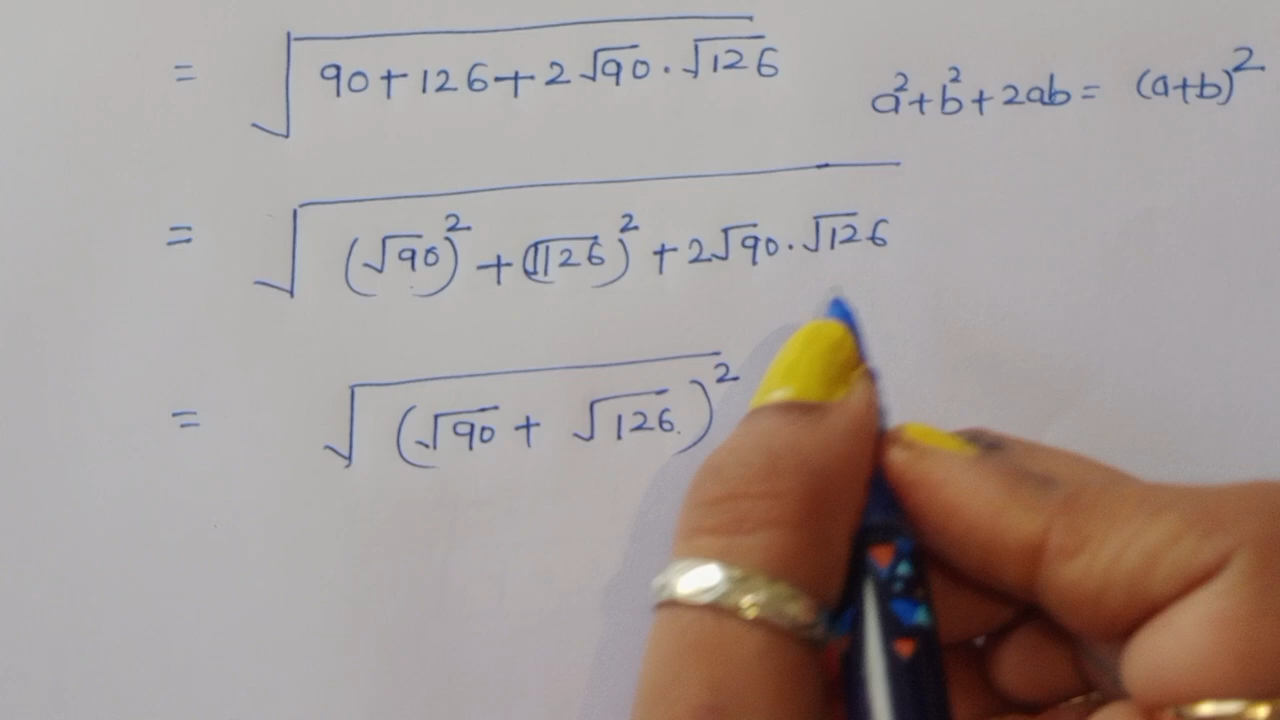 = √90+126+2√90.√126
a²+b²+2ab = (a+b)²
= √(√90)²+(√126)²+2√90.√126
= √(√90+√126)²